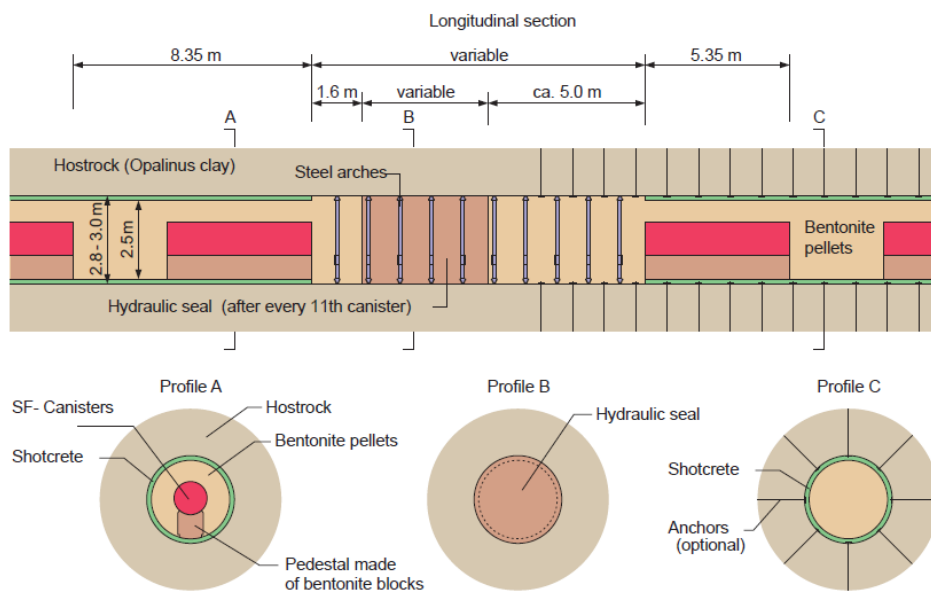 Longitudinal section
8.35 m
variable
5.35 m
1.6 m
variable
ca. 5.0 m
A
B
C
Hostrock (Opalinus clay)
Steel arches
2.8 - 3.0 m
2.5m
Bentonite
pellets
Hydraulic seal (after every 11th canister)
Profile A
SF- Canisters
Hostrock
Bentonite pellets
Shotcrete
Pedestal made
of bentonite blocks
Profile B
Hydraulic seal
Profile C
Shotcrete
Anchors
(optional)